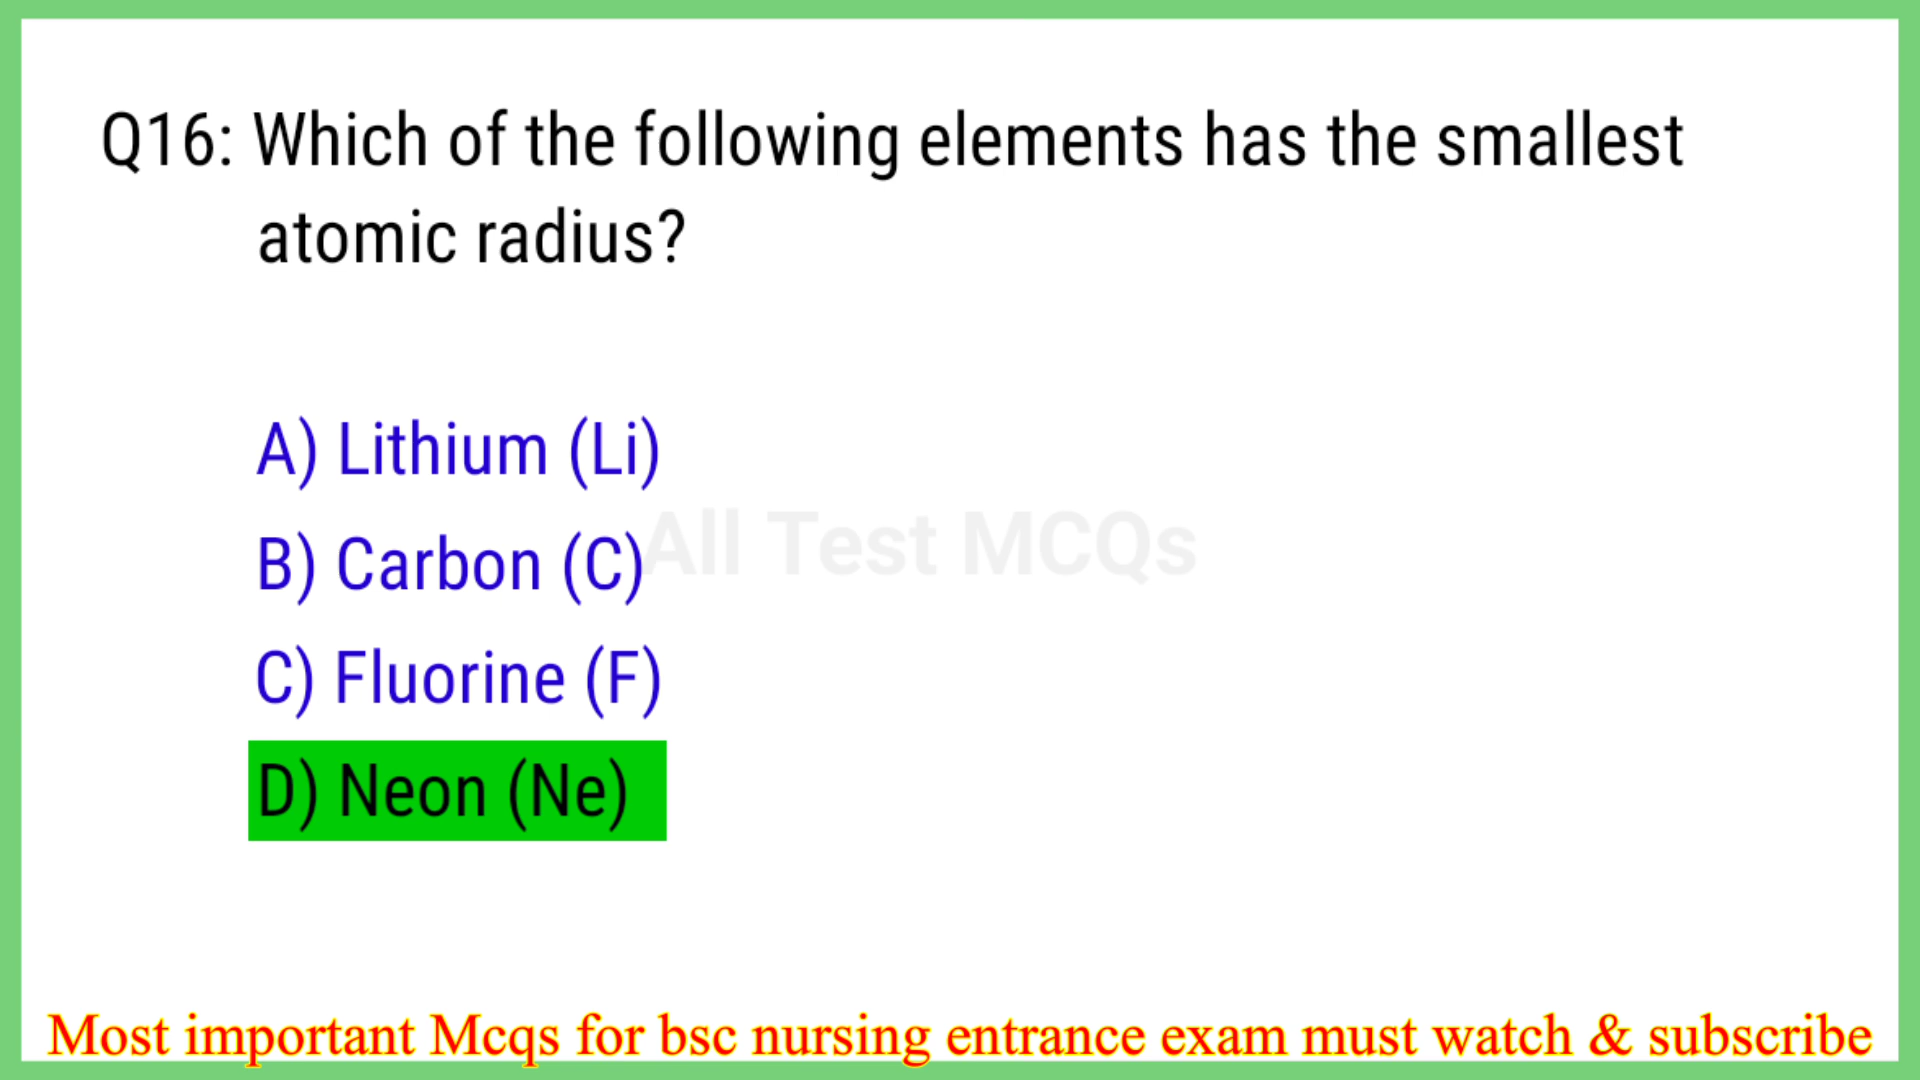 Q16: Which of the following elements has the smallest
atomic radius?
A) Lithium (Li)
All Test MCQs
B) Carbon (C)
C) Fluorine (F)
D) Neon (Ne)
Most important Mcqs for bsc nursing entrance exam must watch & subscribe